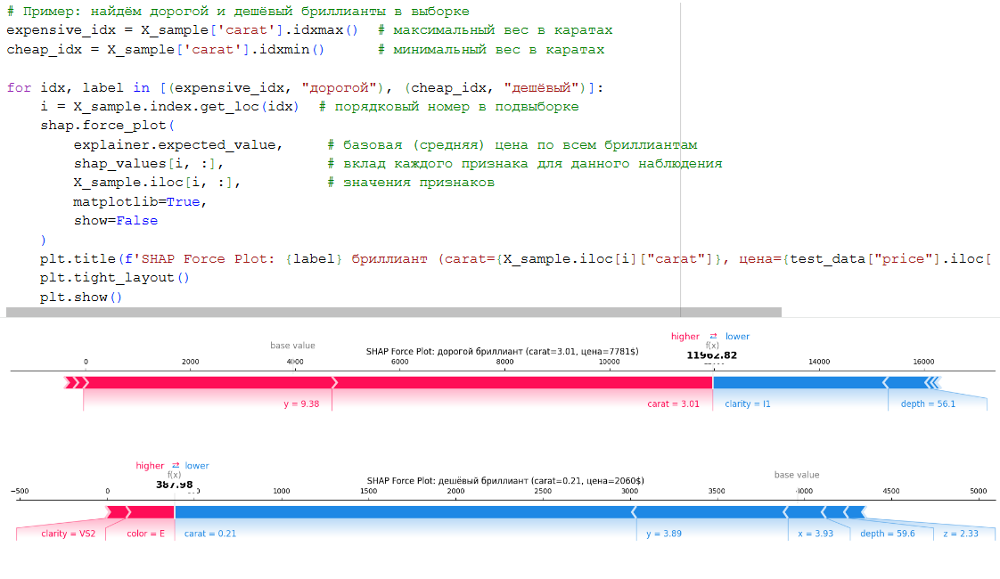 # Пример: найдём дорогой и дешёвый бриллианты в выборке
expensive_idx = X_sample['carat'].idxmax()  # максимальный вес в каратах
cheap_idx = X_sample['carat'].idxmin()      # минимальный вес в каратах
for idx, label in [(expensive_idx, "дорогой"), (cheap_idx, "дешёвый")]:
    i = X_sample.index.get_loc(idx)  # порядковый номер в подвыборке
    shap.force_plot(
        explainer.expected_value,     # базовая (средняя) цена по всем бриллиантам
        shap_values[i, :],            # вклад каждого признака для данного наблюдения
        X_sample.iloc[i, :],          # значения признаков
        matplotlib=True,
        show=False
    )
    plt.title(f'SHAP Force Plot: {label} бриллиант (carat={X_sample.iloc[i]["carat"]}, цена={test_data["price"].iloc[
    plt.tight_layout()
    plt.show()
higher ⇄ lower
base value f(x)
SHAP Force Plot: дорогой бриллиант (carat=3.01, цена=7781$) 11962.82
0 2000 4000 6000 8000 10000 14000 16000
y = 9.38 carat = 3.01 clarity = I1 depth = 56.1
higher ⇄ lower
f(x) base value
SHAP Force Plot: дешёвый бриллиант (carat=0.21, цена=2060$)
387.98
−500 0 1000 1500 2000 2500 3000 3500 4000 4500 5000
clarity = VS2 color = E carat = 0.21 y = 3.89 x = 3.93 depth = 59.6 z = 2.33